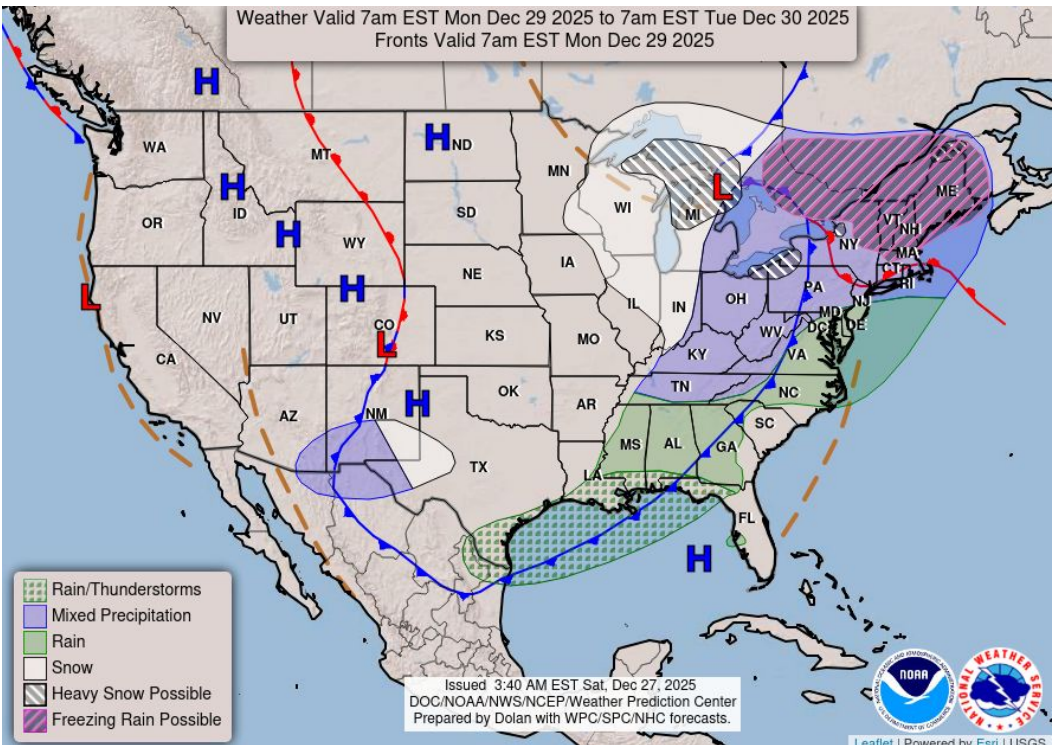 Weather Valid 7am EST Mon Dec 29 2025 to 7am EST Tue Dec 30 2025
Fronts Valid 7am EST Mon Dec 29 2025
H
H
H
H
H
H
H
L
L
L
WA
OR
CA
NV
ID
MT
WY
UT
CO
AZ
NM
ND
SD
NE
KS
OK
TX
MN
IA
MO
AR
LA
WI
IL
MI
IN
OH
KY
TN
MS
AL
GA
FL
SC
NC
VA
WV
DC
MD
DE
NJ
PA
NY
CT
RI
MA
VT
NH
ME
Rain/Thunderstorms
Mixed Precipitation
Rain
Snow
Heavy Snow Possible
Freezing Rain Possible
Issued 3:40 AM EST Sat, Dec 27, 2025
DOC/NOAA/NWS/NCEP/Weather Prediction Center
Prepared by Dolan with WPC/SPC/NHC forecasts.
NOAA
NATIONAL WEATHER SERVICE
Leaflet | Powered by Esri | USGS